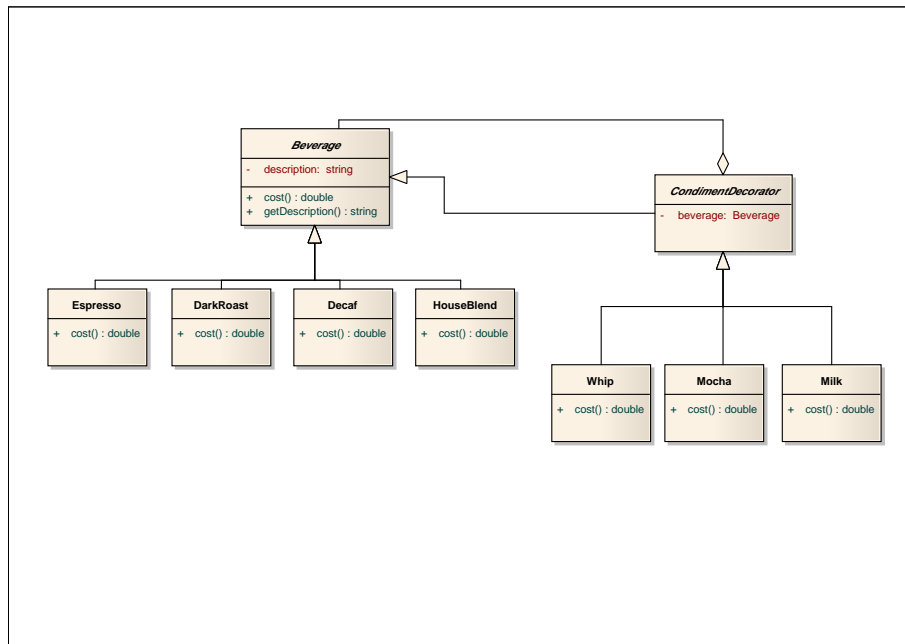 Beverage
- description: string
+ cost() : double
+ getDescription() : string
CondimentDecorator
- beverage: Beverage
Espresso
+ cost() : double
DarkRoast
+ cost() : double
Decaf
+ cost() : double
HouseBlend
+ cost() : double
Whip
+ cost() : double
Mocha
+ cost() : double
Milk
+ cost() : double